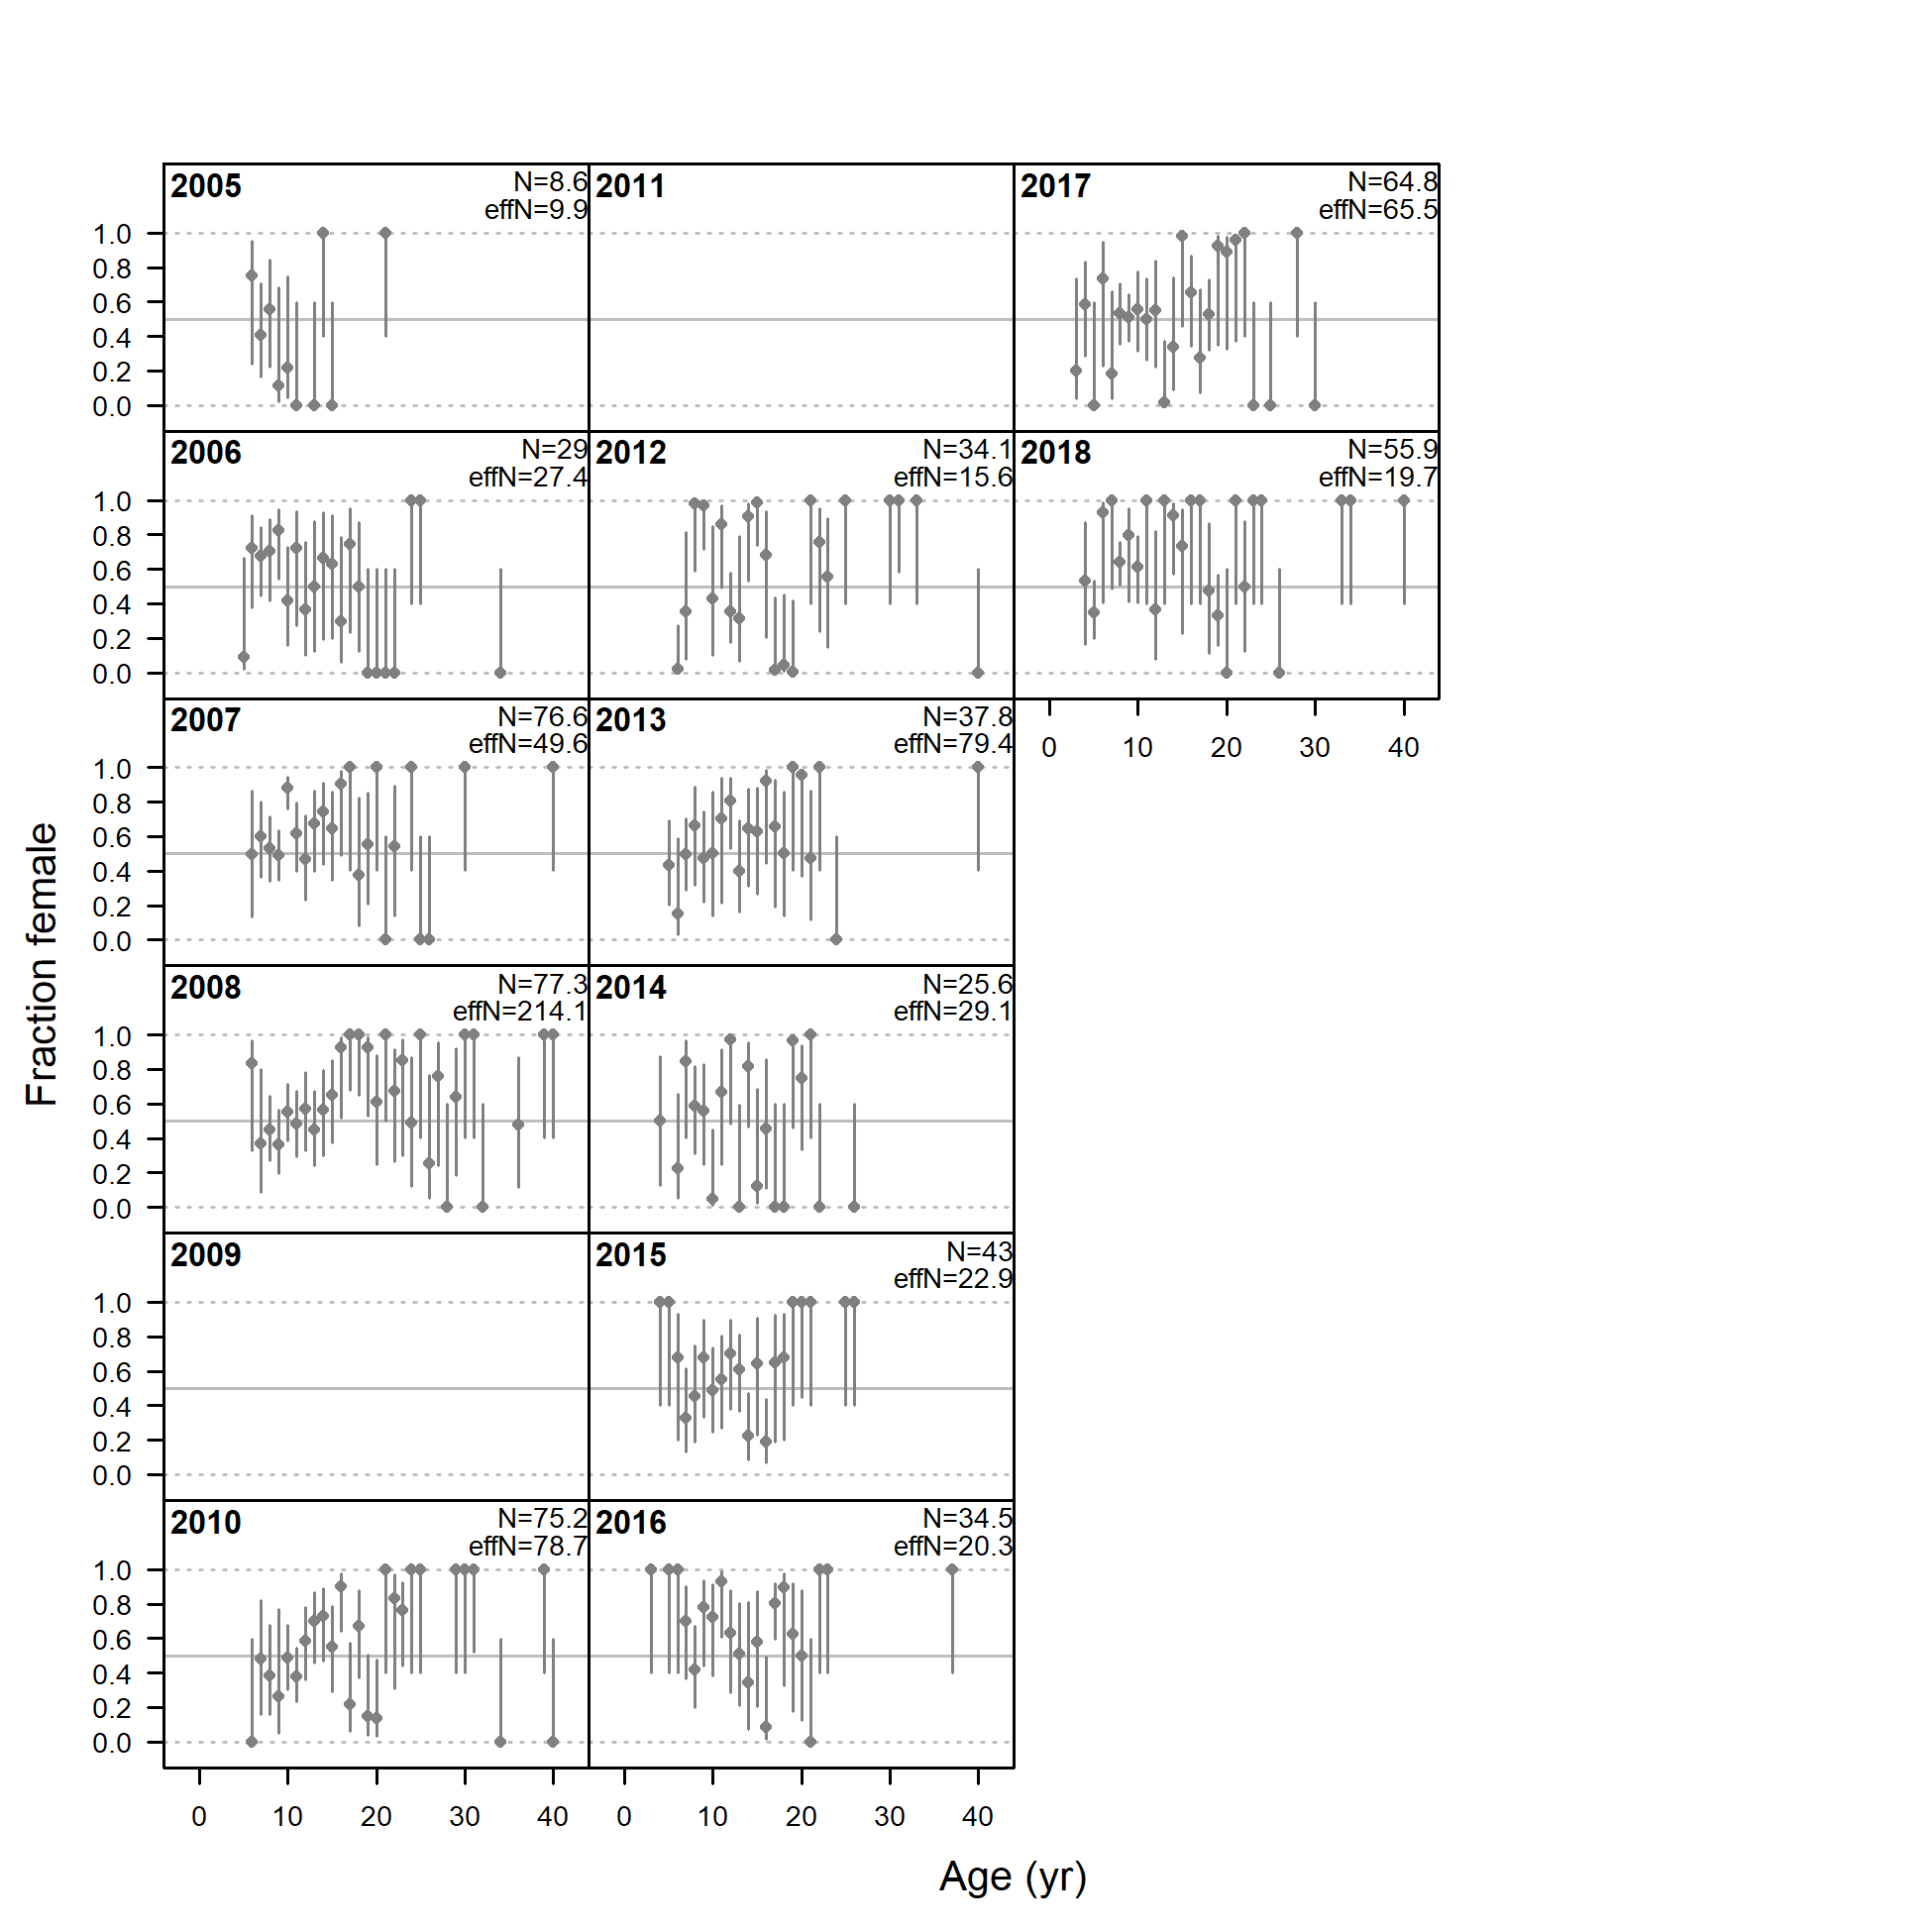 2005
N=8.6
effN=9.9
2011
2017
N=64.8
effN=65.5
1.0
0.8
0.6
0.4
0.2
0.0
2006
N=29
effN=27.4
2012
N=34.1
effN=15.6
2018
N=55.9
effN=19.7
1.0
0.8
0.6
0.4
0.2
0.0
0 10 20 30 40
2007
N=76.6
effN=49.6
2013
N=37.8
effN=79.4
1.0
0.8
0.6
0.4
0.2
0.0
2008
N=77.3
effN=214.1
2014
N=25.6
effN=29.1
1.0
0.8
0.6
0.4
0.2
0.0
2009
2015
N=43
effN=22.9
1.0
0.8
0.6
0.4
0.2
0.0
2010
N=75.2
effN=78.7
2016
N=34.5
effN=20.3
1.0
0.8
0.6
0.4
0.2
0.0
0 10 20 30 40
0 10 20 30 40
Fraction female
Age (yr)